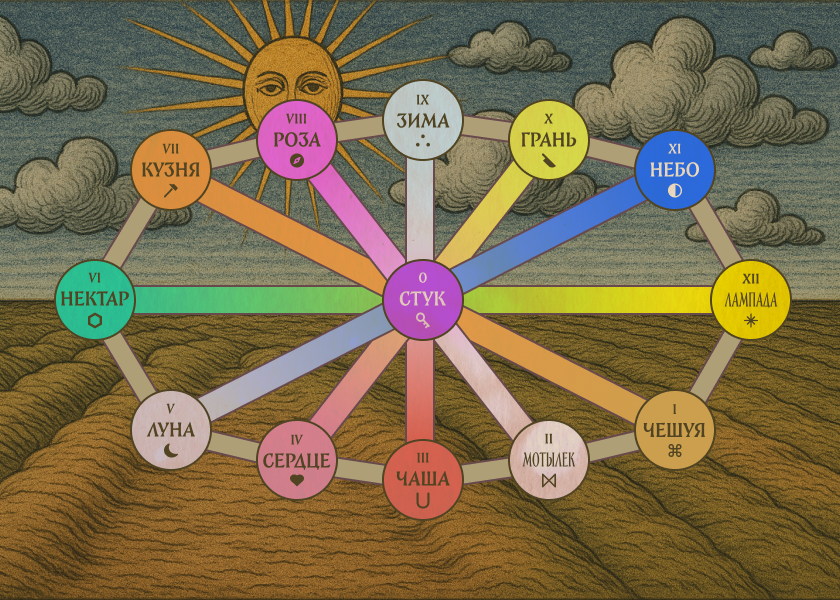 IX
ЗИМА
VIII
РОЗА
X
ГРАНЬ
VII
КУЗНЯ
XI
НЕБО
VI
НЕКТАР
0
СТУК
XII
ЛАМПАДА
V
ЛУНА
I
ЧЕШУЯ
IV
СЕРДЦЕ
II
МОТЫЛЕК
III
ЧАША